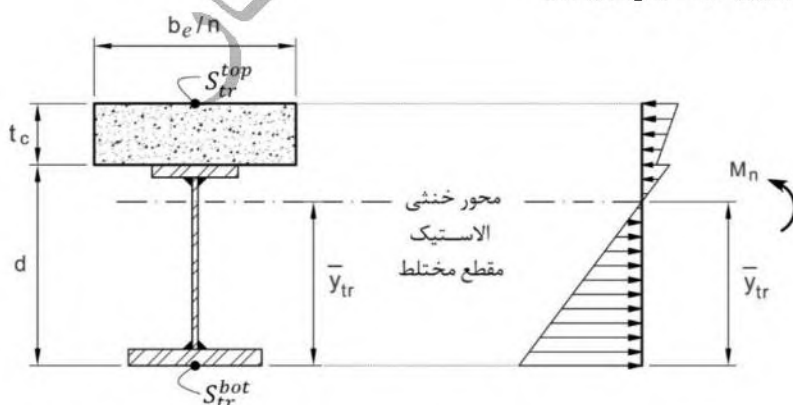 b_e/n
S_tr^top
t_c
d
محور خنثی
الاستیک
مقطع مختلط
ȳ_tr
M_n
ȳ_tr
S_tr^bot